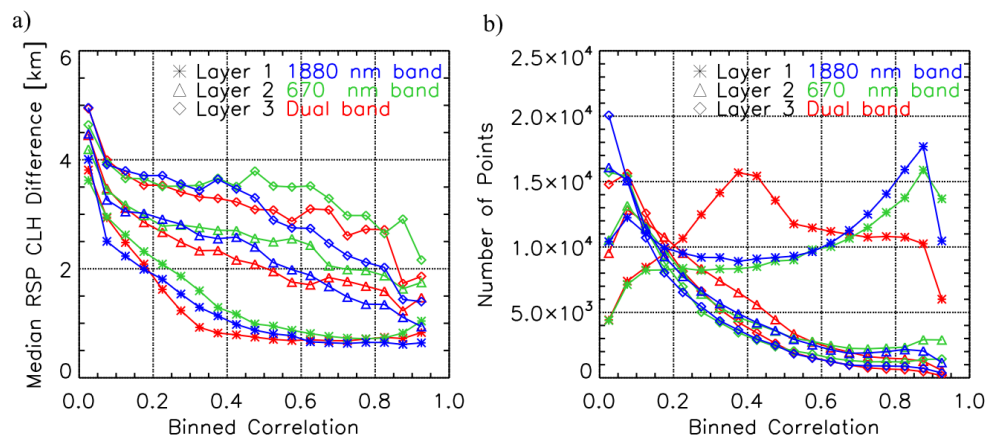 a)
Median RSP CLH Difference [km]
6
4
2
0
0.0 0.2 0.4 0.6 0.8 1.0
Binned Correlation
Layer 1 1880 nm band
Layer 2 670 nm band
Layer 3 Dual band
b)
Number of Points
2.5×10⁴
2.0×10⁴
1.5×10⁴
1.0×10⁴
5.0×10³
0
0.0 0.2 0.4 0.6 0.8 1.0
Binned Correlation
Layer 1 1880 nm band
Layer 2 670 nm band
Layer 3 Dual band